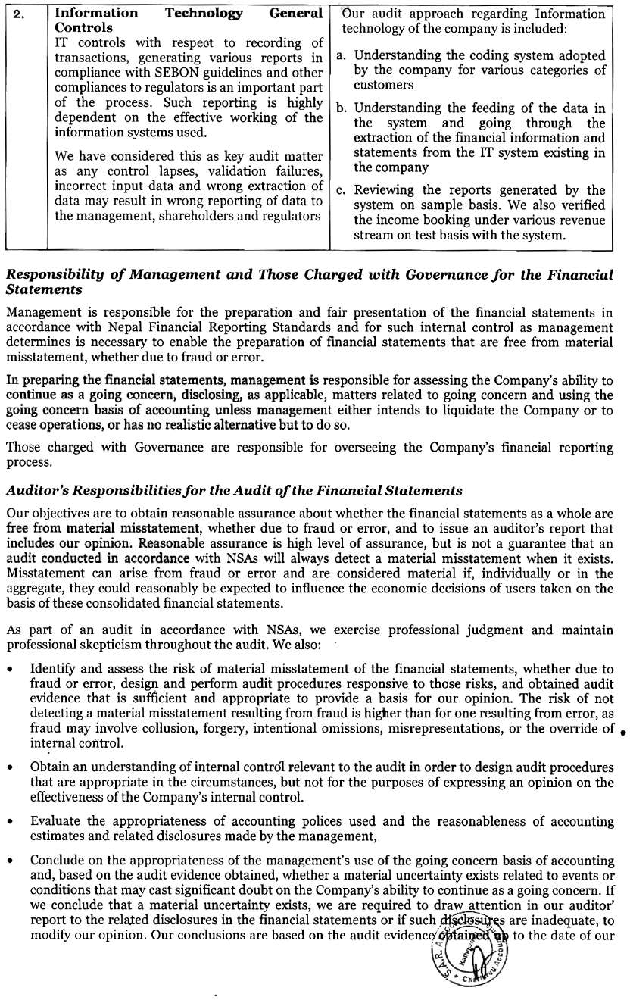 2.
Information Technology General
Controls
IT controls with respect to recording of
transactions, generating various reports in
compliance with SEBON guidelines and other
compliances to regulators is an important part
of the process. Such reporting is highly
dependent on the effective working of the
information systems used.
We have considered this as key audit matter
as any control lapses, validation failures,
incorrect input data and wrong extraction of
data may result in wrong reporting of data to
the management, shareholders and regulators
Our audit approach regarding Information
technology of the company is included:
a. Understanding the coding system adopted
by the company for various categories of
customers
b. Understanding the feeding of the data in
the system and going through the
extraction of the financial information and
statements from the IT system existing in
the company
c. Reviewing the reports generated by the
system on sample basis. We also verified
the income booking under various revenue
stream on test basis with the system.
Responsibility of Management and Those Charged with Governance for the Financial
Statements
Management is responsible for the preparation and fair presentation of the financial statements in
accordance with Nepal Financial Reporting Standards and for such internal control as management
determines is necessary to enable the preparation of financial statements that are free from material
misstatement, whether due to fraud or error.
In preparing the financial statements, management is responsible for assessing the Company's ability to
continue as a going concern, disclosing, as applicable, matters related to going concern and using the
going concern basis of accounting unless management either intends to liquidate the Company or to
cease operations, or has no realistic alternative but to do so.
Those charged with Governance are responsible for overseeing the Company's financial reporting
process.
Auditor's Responsibilities for the Audit of the Financial Statements
Our objectives are to obtain reasonable assurance about whether the financial statements as a whole are
free from material misstatement, whether due to fraud or error, and to issue an auditor's report that
includes our opinion. Reasonable assurance is high level of assurance, but is not a guarantee that an
audit conducted in accordance with NSAs will always detect a material misstatement when it exists.
Misstatement can arise from fraud or error and are considered material if, individually or in the
aggregate, they could reasonably be expected to influence the economic decisions of users taken on the
basis of these consolidated financial statements.
As part of an audit in accordance with NSAs, we exercise professional judgment and maintain
professional skepticism throughout the audit. We also:
• Identify and assess the risk of material misstatement of the financial statements, whether due to
fraud or error, design and perform audit procedures responsive to those risks, and obtained audit
evidence that is sufficient and appropriate to provide a basis for our opinion. The risk of not
detecting a material misstatement resulting from fraud is higher than for one resulting from error, as
fraud may involve collusion, forgery, intentional omissions, misrepresentations, or the override of
internal control.
• Obtain an understanding of internal control relevant to the audit in order to design audit procedures
that are appropriate in the circumstances, but not for the purposes of expressing an opinion on the
effectiveness of the Company's internal control.
• Evaluate the appropriateness of accounting polices used and the reasonableness of accounting
estimates and related disclosures made by the management,
• Conclude on the appropriateness of the management's use of the going concern basis of accounting
and, based on the audit evidence obtained, whether a material uncertainty exists related to events or
conditions that may cast significant doubt on the Company's ability to continue as a going concern. If
we conclude that a material uncertainty exists, we are required to draw attention in our auditor'
report to the related disclosures in the financial statements or if such disclosures are inadequate, to
modify our opinion. Our conclusions are based on the audit evidence obtained up to the date of our
S.A.R.